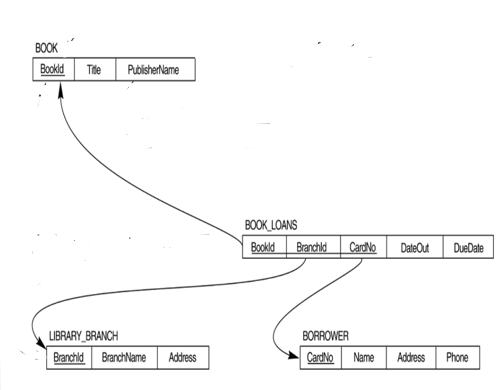 BOOK
BookId Title PublisherName
BOOK_LOANS
BookId BranchId CardNo DateOut DueDate
LIBRARY_BRANCH
BranchId BranchName Address
BORROWER
CardNo Name Address Phone